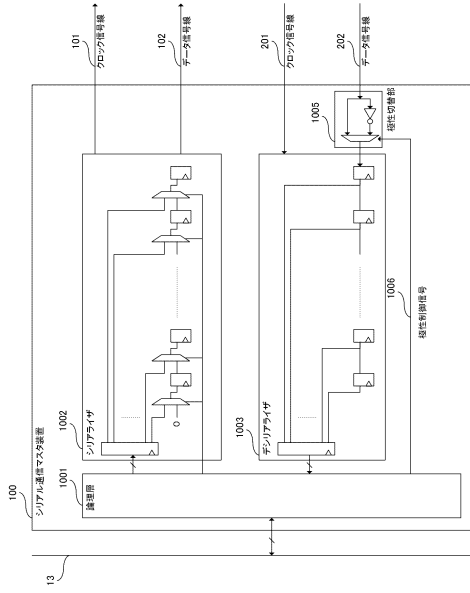 100
シリアル通信マスタ装置
1001
論理層
1002
シリアライザ
0
101
クロック信号線
102
データ信号線
1003
デシリアライザ
201
クロック信号線
202
データ信号線
1005
極性切替部
1006
極性制御信号
13